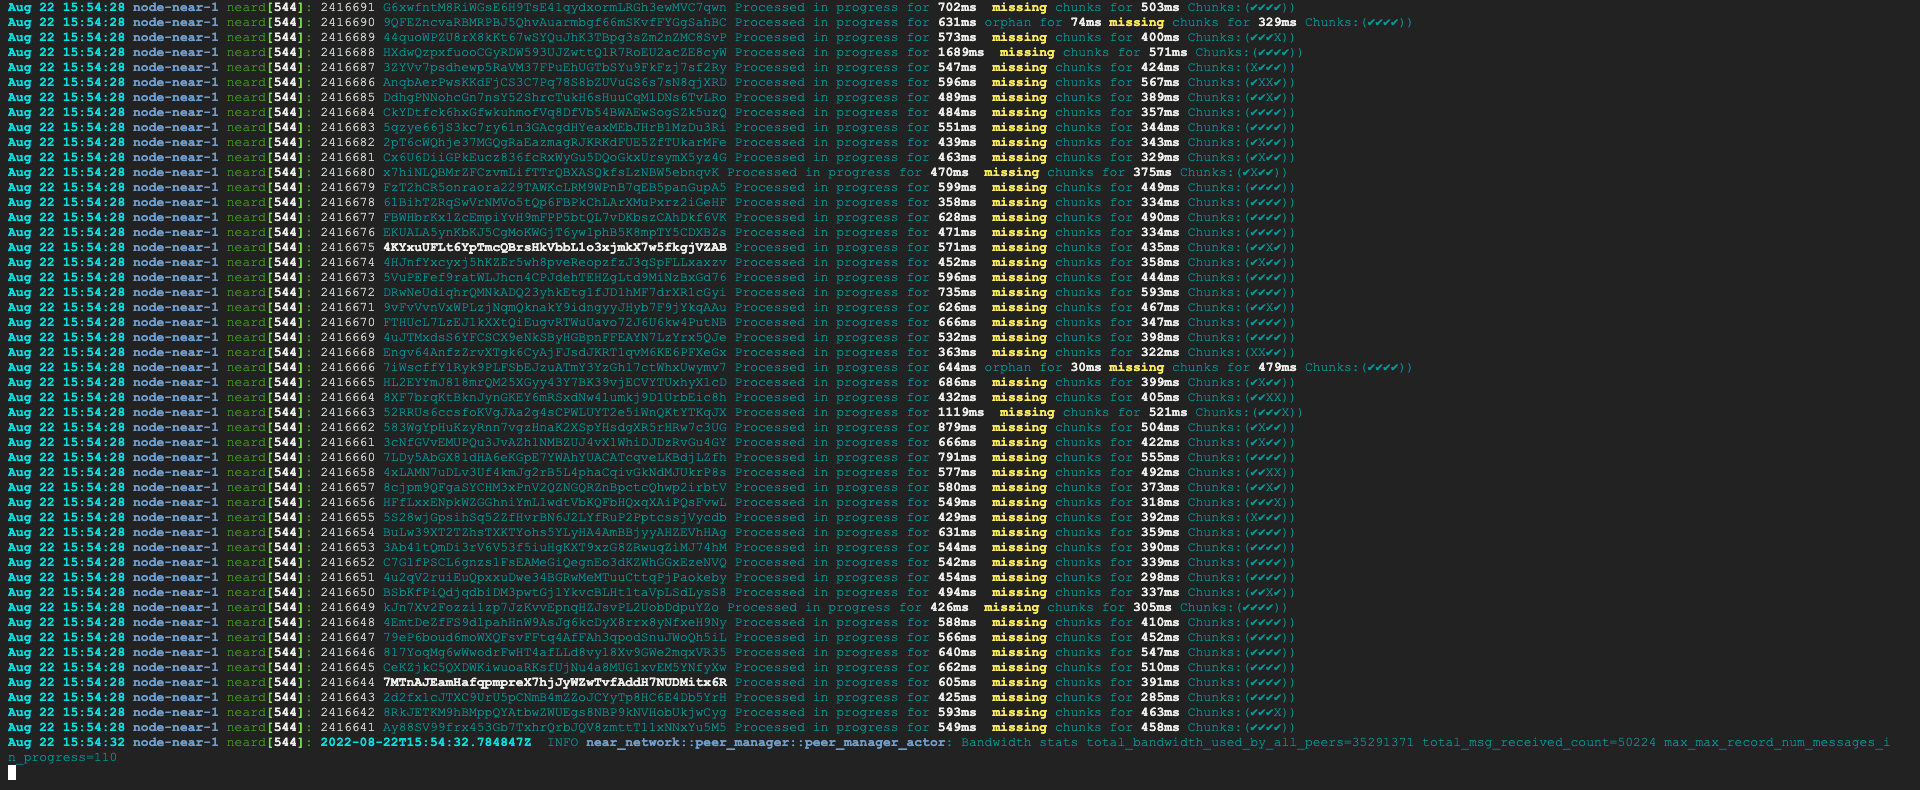 Aug 22 15:54:28 node-near-1 neard[544]: 2416691 G6xwfntM8RiWGsE6H9TsE4lqydxormLRGh3ewMVC7qwn Processed in progress for 702ms  missing chunks for 503ms Chunks:(✔✔✔✔))
Aug 22 15:54:28 node-near-1 neard[544]: 2416690 9QFEZncvaRBMRPBJ5QhvAuarmbgf66mSKvfFYGgSahBC Processed in progress for 631ms orphan for 74ms missing chunks for 329ms Chunks:(✔✔✔✔))
Aug 22 15:54:28 node-near-1 neard[544]: 2416689 44quoWPZU8rX8kKt67wSYQuJhK3TBpg3sZm2nZMC8SvP Processed in progress for 573ms  missing chunks for 400ms Chunks:(✔✔✔X))
Aug 22 15:54:28 node-near-1 neard[544]: 2416688 HXdwQzpxfuooCGyRDW593UJZwttQ1R7RoEU2acZE8cyW Processed in progress for 1689ms  missing chunks for 571ms Chunks:(✔✔✔✔))
Aug 22 15:54:28 node-near-1 neard[544]: 2416687 3ZYVv7psdhewp5RaVM37FPuEhUGTbSYu9FkFzj7sf2Ry Processed in progress for 547ms  missing chunks for 424ms Chunks:(X✔✔✔))
Aug 22 15:54:28 node-near-1 neard[544]: 2416686 AnqbAerPwsKKdFjCS3C7Pq78S8bZUVuGS6s7sN8qjXRD Processed in progress for 596ms  missing chunks for 567ms Chunks:(✔XX✔))
Aug 22 15:54:28 node-near-1 neard[544]: 2416685 DdhgPNNohcGn7nsY52ShrcTukH6sHuuCqM1DNs6TvLRo Processed in progress for 489ms  missing chunks for 389ms Chunks:(✔✔X✔))
Aug 22 15:54:28 node-near-1 neard[544]: 2416684 CkYDtfck6hxGfwkuhmofVq8DfVb54BWAEwSogSZk5uzQ Processed in progress for 484ms  missing chunks for 357ms Chunks:(✔✔✔✔))
Aug 22 15:54:28 node-near-1 neard[544]: 2416683 5qzye66jS3kc7ry61n3GAcgdHYeaxMEbJHrB1MzDu3Ri Processed in progress for 551ms  missing chunks for 344ms Chunks:(✔✔✔✔))
Aug 22 15:54:28 node-near-1 neard[544]: 2416682 2pT6cWQhje37MGQgRaEazmagRJKRKdFUE5ZfTUkarMFe Processed in progress for 439ms  missing chunks for 343ms Chunks:(✔✔✔✔))
Aug 22 15:54:28 node-near-1 neard[544]: 2416681 Cx6U6DiiGPkEucz836fcRxWyGu5DQoGkxUrsymX5yz4G Processed in progress for 463ms  missing chunks for 329ms Chunks:(✔✔✔✔))
Aug 22 15:54:28 node-near-1 neard[544]: 2416680 x7hiNLQBMrZFCzvmLifTTrQBXASQkfsLzNBW5ebnqvK Processed in progress for 470ms  missing chunks for 375ms Chunks:(✔X✔✔))
Aug 22 15:54:28 node-near-1 neard[544]: 2416679 FzT2hCR5onraora229TAWKcLRM9WPnB7qEB5panGupA5 Processed in progress for 599ms  missing chunks for 449ms Chunks:(✔✔✔✔))
Aug 22 15:54:28 node-near-1 neard[544]: 2416678 61BihTZRqSwVrNMVo5tQp6FBPkChLArXMuPxrz2iGeHF Processed in progress for 358ms  missing chunks for 334ms Chunks:(✔✔✔✔))
Aug 22 15:54:28 node-near-1 neard[544]: 2416677 FBWHbrKx1ZcEmpiYvH9mFPP5btQL7vDKbszCAhDkf6VK Processed in progress for 628ms  missing chunks for 490ms Chunks:(✔✔✔✔))
Aug 22 15:54:28 node-near-1 neard[544]: 2416676 EKUALA5ynKbKJ5CgMoKWGjT6yw1phB5K8mpTY5CDXBZs Processed in progress for 471ms  missing chunks for 334ms Chunks:(✔✔✔✔))
Aug 22 15:54:28 node-near-1 neard[544]: 2416675 4KYxuUFLt6YpTmcQBrsHkVbbL1o3xjmkX7w5fkgjVZAB Processed in progress for 571ms  missing chunks for 435ms Chunks:(✔✔X✔))
Aug 22 15:54:28 node-near-1 neard[544]: 2416674 4HJnfYxcyxj5hKZEr5wh8pveReopzfzJ3qSpFLLxaxzv Processed in progress for 452ms  missing chunks for 358ms Chunks:(✔✔X✔))
Aug 22 15:54:28 node-near-1 neard[544]: 2416673 5VuPEFef9ratWLJhcn4CPJdehTEHZgLtd9MiNzBxGd76 Processed in progress for 596ms  missing chunks for 444ms Chunks:(✔✔✔✔))
Aug 22 15:54:28 node-near-1 neard[544]: 2416672 DRwNeUdiqhrQMNkADQ23yhkEtg1fJD1hMF7drXR1cGyi Processed in progress for 735ms  missing chunks for 593ms Chunks:(✔✔✔✔))
Aug 22 15:54:28 node-near-1 neard[544]: 2416671 9vFvVvnVxWPLzjNqmQknakY9idngyyJHyb7F9jYkqAAu Processed in progress for 626ms  missing chunks for 467ms Chunks:(✔✔X✔))
Aug 22 15:54:28 node-near-1 neard[544]: 2416670 FTHUcL7LzEJ1kXXtQiEugvRTWuUavo72J6U6kw4PutNB Processed in progress for 666ms  missing chunks for 347ms Chunks:(✔✔✔✔))
Aug 22 15:54:28 node-near-1 neard[544]: 2416669 4uJTMxdsS6YFCSCX9eNkSByHGBpnFFEAYN7LzYrx5QJe Processed in progress for 532ms  missing chunks for 398ms Chunks:(✔✔✔✔))
Aug 22 15:54:28 node-near-1 neard[544]: 2416668 Engv64AnfzZrvXTgk6CyAjFJsdJKRT1qvM6KE6PFXeGx Processed in progress for 363ms  missing chunks for 322ms Chunks:(XX✔✔))
Aug 22 15:54:28 node-near-1 neard[544]: 2416666 7iWscffY1Ryk9PLFSbEJzuATmY3YzGhl7ctWhxUwymv7 Processed in progress for 644ms orphan for 30ms missing chunks for 479ms Chunks:(✔✔✔✔))
Aug 22 15:54:28 node-near-1 neard[544]: 2416665 HL2EYYmJ818mrQM25XGyy43Y7BK39vjECVYTUxhyX1cD Processed in progress for 686ms  missing chunks for 399ms Chunks:(✔X✔✔))
Aug 22 15:54:28 node-near-1 neard[544]: 2416664 8XF7brqKtBknJynGKEY6mRSxdNw41umkj9D1UrbEic8h Processed in progress for 432ms  missing chunks for 405ms Chunks:(✔✔XX))
Aug 22 15:54:28 node-near-1 neard[544]: 2416663 52RRUs6ccsfoKVgJAa2g4sCPWLUYT2e5iWnQKtYTKqJX Processed in progress for 1119ms  missing chunks for 521ms Chunks:(✔✔✔X))
Aug 22 15:54:28 node-near-1 neard[544]: 2416662 583WgYpHuKzyRnn7vgzHnaK2XSpYHsdgXR5rHRw7c3UG Processed in progress for 879ms  missing chunks for 504ms Chunks:(✔X✔✔))
Aug 22 15:54:28 node-near-1 neard[544]: 2416661 3cNfGVvEMUPQu3JvAZh1NMBZUJ4vX1WhiDJDzRvGu4GY Processed in progress for 666ms  missing chunks for 422ms Chunks:(✔X✔✔))
Aug 22 15:54:28 node-near-1 neard[544]: 2416660 7LDy5AbGX81dHA6eKGpE7YWAhYUACATcqveLKBdjLZfh Processed in progress for 791ms  missing chunks for 555ms Chunks:(✔✔✔✔))
Aug 22 15:54:28 node-near-1 neard[544]: 2416658 4xLAMN7uDLv3Uf4kmJg2rB5L4phaCqivGkNdMJUkrP8s Processed in progress for 577ms  missing chunks for 492ms Chunks:(✔✔XX))
Aug 22 15:54:28 node-near-1 neard[544]: 2416657 8cjpm9QFgaSYCHM3xPnV2QZNGQRZnBpctcQhwp2irbtV Processed in progress for 580ms  missing chunks for 373ms Chunks:(✔X✔✔))
Aug 22 15:54:28 node-near-1 neard[544]: 2416656 HFfLxxENpkWZGGhniYmL1wdtVbKQFbHQxqXAiPQsFvwL Processed in progress for 549ms  missing chunks for 318ms Chunks:(✔✔✔X))
Aug 22 15:54:28 node-near-1 neard[544]: 2416655 5S28wjGpsihSq52ZfHvrBN6J2LYfRuP2PptcssjVycdb Processed in progress for 429ms  missing chunks for 392ms Chunks:(X✔✔✔))
Aug 22 15:54:28 node-near-1 neard[544]: 2416654 BuLw39XT2TZhsTXKTYohs5YLyHA4AmBBjyyAHZEVhHAg Processed in progress for 631ms  missing chunks for 359ms Chunks:(✔✔✔✔))
Aug 22 15:54:28 node-near-1 neard[544]: 2416653 3Ab41tQmDi3rV6V53f5iuHgKXT9xzG8ZRwuqZiMJ74hM Processed in progress for 544ms  missing chunks for 390ms Chunks:(✔✔✔✔))
Aug 22 15:54:28 node-near-1 neard[544]: 2416652 C7G1fPSCL6gnzs1FsEAMeGiQegnEo3dKZWhGGxEzeNVQ Processed in progress for 542ms  missing chunks for 339ms Chunks:(✔✔✔✔))
Aug 22 15:54:28 node-near-1 neard[544]: 2416651 4u2qV2ruiEuQpxxuDwe34BGRwMeMTuuCttqPjPaokeby Processed in progress for 454ms  missing chunks for 298ms Chunks:(✔✔✔✔))
Aug 22 15:54:28 node-near-1 neard[544]: 2416650 BSbKfPiQdjqdbiDM3pwtGj1YkvcBLHt1taVpLSdLysS8 Processed in progress for 494ms  missing chunks for 337ms Chunks:(✔✔X✔))
Aug 22 15:54:28 node-near-1 neard[544]: 2416649 kJn7Xv2Fozzi1zp7JzKvvEpnqHZJsvPL2UobDdpuYZo Processed in progress for 426ms  missing chunks for 305ms Chunks:(✔✔✔✔))
Aug 22 15:54:28 node-near-1 neard[544]: 2416648 4EmtDeZfFS9d1pahHnW9AsJg6kcDyX8rrx8yNfxeH9Ny Processed in progress for 588ms  missing chunks for 410ms Chunks:(✔✔✔✔))
Aug 22 15:54:28 node-near-1 neard[544]: 2416647 79eP6boud6moWXQFsvFFtq4AfFAh3qpodSnuJWoQh5iL Processed in progress for 566ms  missing chunks for 452ms Chunks:(✔✔✔✔))
Aug 22 15:54:28 node-near-1 neard[544]: 2416646 817YoqMg6wWwodrFwHT4afLLd8vy18Xv9GWe2mqxVR35 Processed in progress for 640ms  missing chunks for 547ms Chunks:(✔✔✔✔))
Aug 22 15:54:28 node-near-1 neard[544]: 2416645 CeKZjkC5QXDWKiwuoaRKsfUjNu4a8MUG1xvEM5YNfyXw Processed in progress for 662ms  missing chunks for 510ms Chunks:(✔✔✔✔))
Aug 22 15:54:28 node-near-1 neard[544]: 2416644 7MTnAJEamHafqpmpreX7hjJyWZwTvfAddH7NUDMitx6R Processed in progress for 605ms  missing chunks for 391ms Chunks:(✔✔✔✔))
Aug 22 15:54:28 node-near-1 neard[544]: 2416643 2d2fx1cJTXC9UrU5pCNmB4mZZoJCYyTp8HC6E4Db5YrH Processed in progress for 425ms  missing chunks for 285ms Chunks:(✔✔✔✔))
Aug 22 15:54:28 node-near-1 neard[544]: 2416642 8RkJETKM9hBMppQYAtbwZWUEgs8NBP9kNVHobUkjwCyg Processed in progress for 593ms  missing chunks for 463ms Chunks:(✔✔✔X))
Aug 22 15:54:28 node-near-1 neard[544]: 2416641 Ay88SV99frx453Gb7TxhrQrbJQV8zmttTl1xNNxYu5M5 Processed in progress for 549ms  missing chunks for 458ms Chunks:(✔✔✔✔))
Aug 22 15:54:32 node-near-1 neard[544]: 2022-08-22T15:54:32.784847Z  INFO near_network::peer_manager::peer_manager_actor: Bandwidth stats total_bandwidth_used_by_all_peers=35291371 total_msg_received_count=50224 max_max_record_num_messages_i
n_progress=110